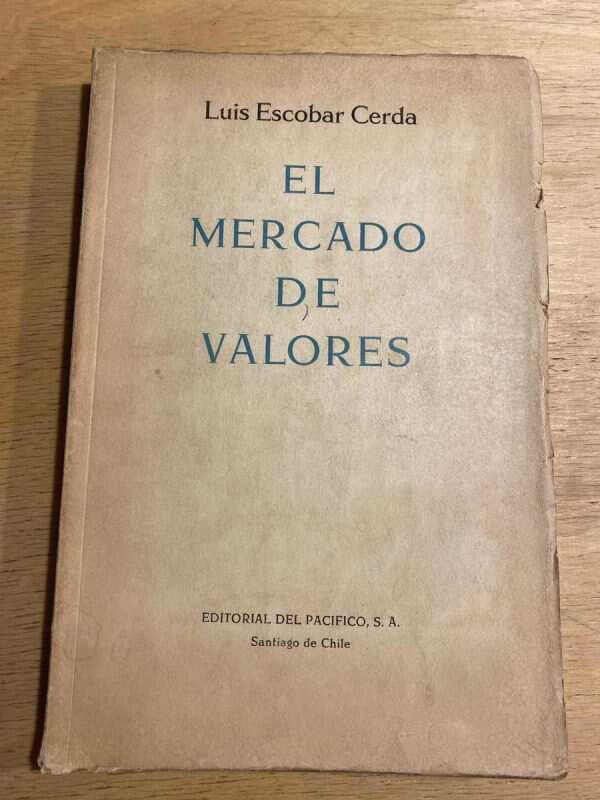 Luis Escobar Cerda
EL
MERCADO
DE
VALORES
EDITORIAL DEL PACIFICO, S. A.
Santiago de Chile